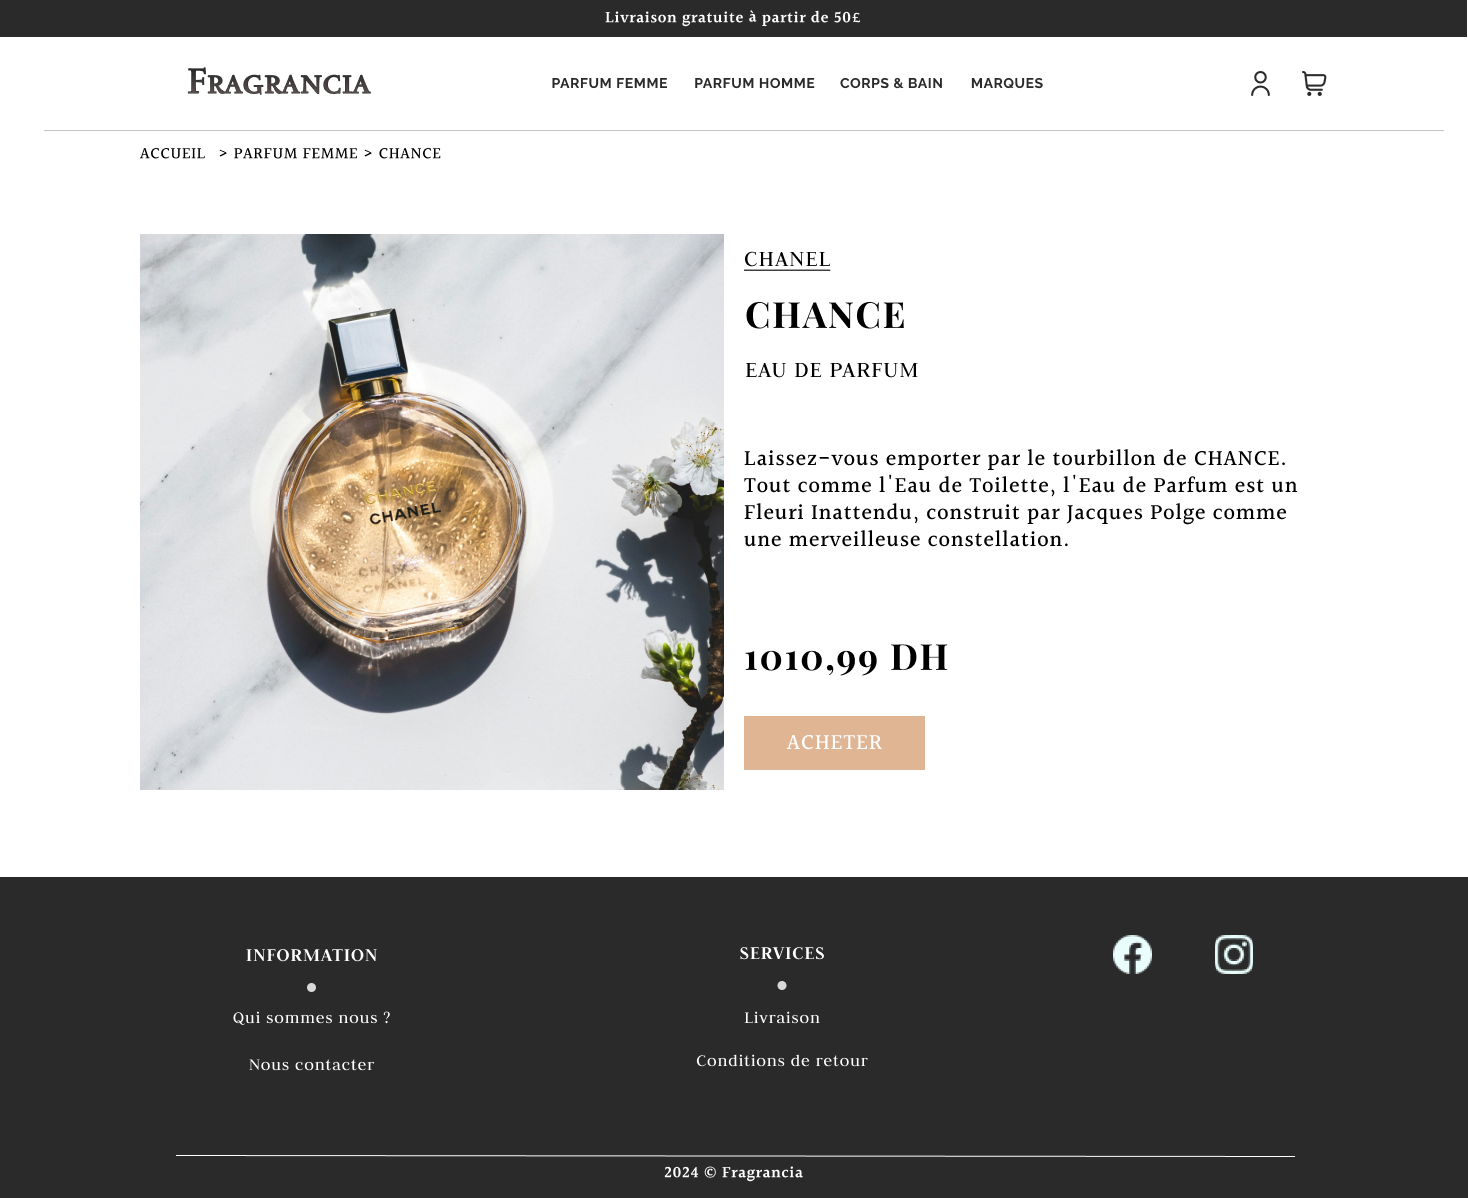 Livraison gratuite à partir de 50£
FRAGRANCIA
PARFUM FEMME PARFUM HOMME CORPS & BAIN MARQUES
ACCUEIL > PARFUM FEMME > CHANCE
CHANEL
CHANCE
EAU DE PARFUM
CHANCE
CHANEL
CHANCE
CHANEL
Laissez-vous emporter par le tourbillon de CHANCE.
Tout comme l'Eau de Toilette, l'Eau de Parfum est un
Fleuri Inattendu, construit par Jacques Polge comme
une merveilleuse constellation.
1010,99 DH
ACHETER
INFORMATION
Qui sommes nous ?
Nous contacter
SERVICES
Livraison
Conditions de retour
2024 © Fragrancia